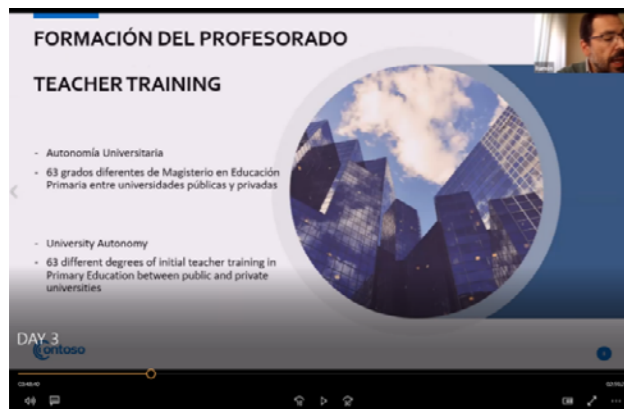 FORMACIÓN DEL PROFESORADO
TEACHER TRAINING
- Autonomía Universitaria
- 63 grados diferentes de Magisterio en Educación
Primaria entre universidades públicas y privadas
- University Autonomy
- 63 different degrees of initial teacher training in
Primary Education between public and private
universities
DAY 3
Contoso